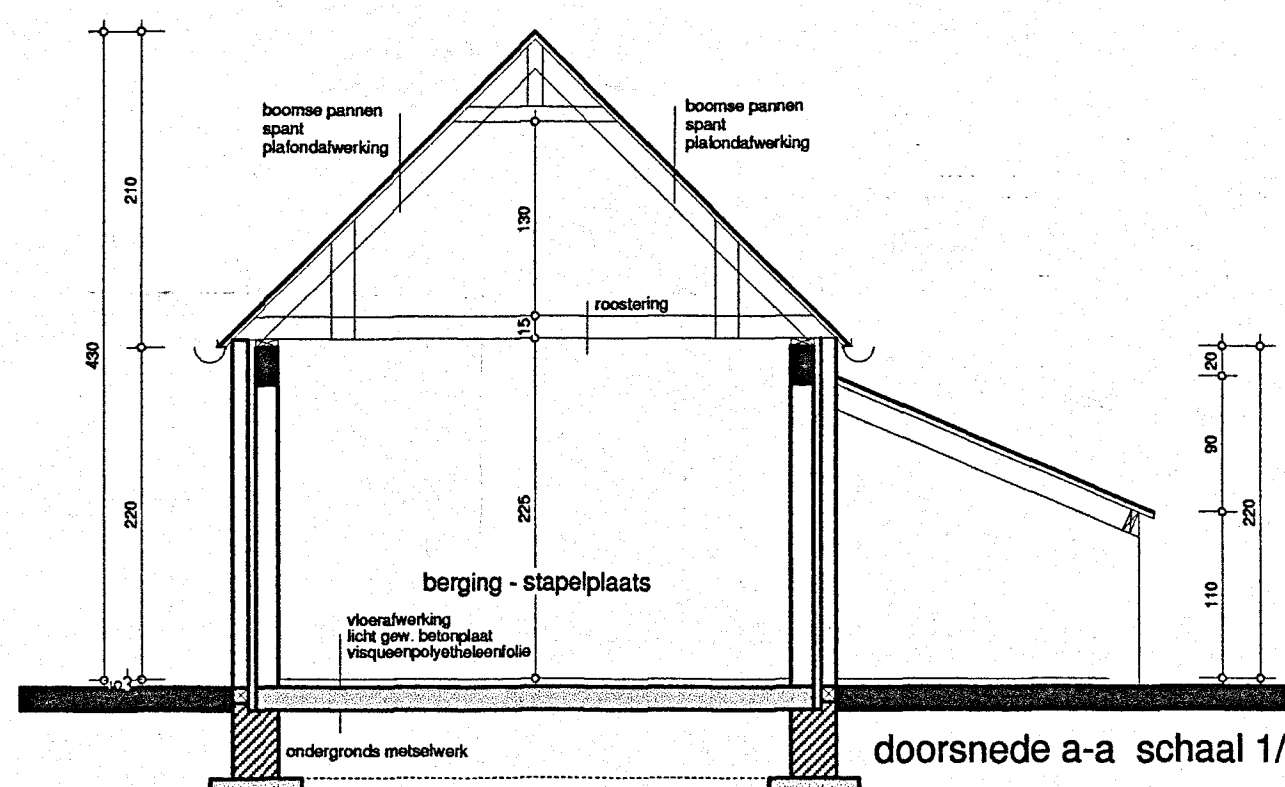 boomse pannen
spant
plafondafwerking
boomse pannen
spant
plafondafwerking
210
130
roostering
15
430
20
90
220
225
220
110
berging - stapelplaats
vloerafwerking
licht gew. betonplaat
visqueenpolyetheleenfolie
5
ondergronds metselwerk
doorsnede a-a schaal 1/